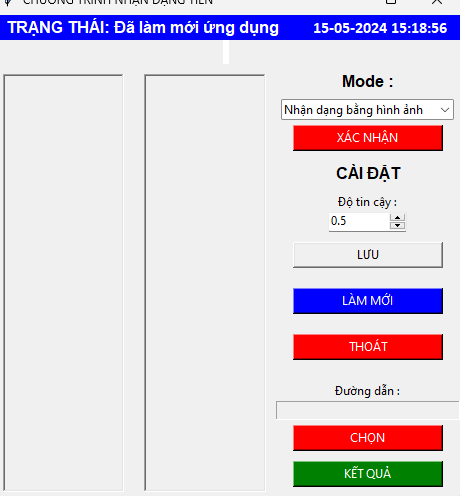 CHƯƠNG TRÌNH NHẬN DẠNG TIỀN
TRẠNG THÁI: Đã làm mới ứng dụng 15-05-2024 15:18:56
Mode :
Nhận dạng bằng hình ảnh
XÁC NHẬN
CÀI ĐẶT
Độ tin cậy :
0.5
LƯU
LÀM MỚI
THOÁT
Đường dẫn :
CHỌN
KẾT QUẢ